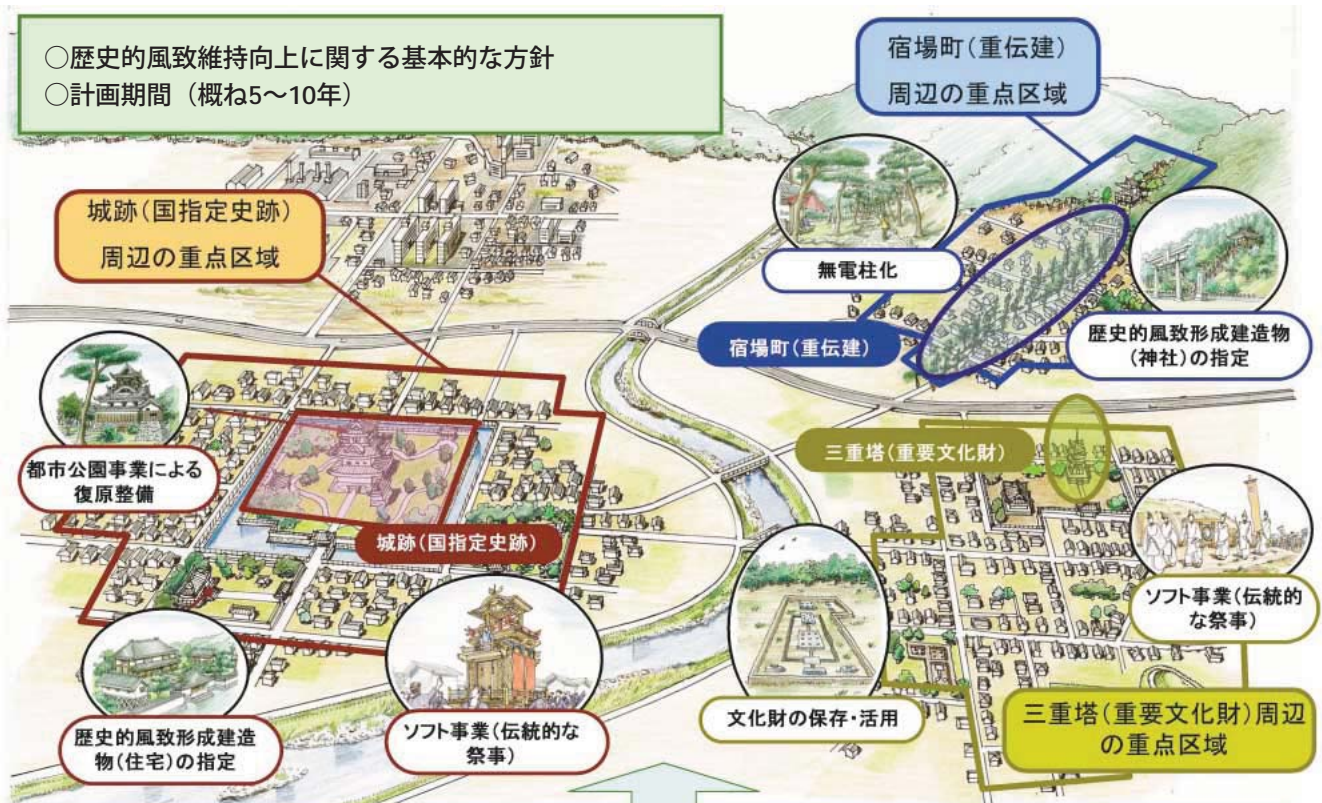 ○歴史的風致維持向上に関する基本的な方針
○計画期間（概ね5～10年）
宿場町（重伝建）
周辺の重点区域
城跡（国指定史跡）
周辺の重点区域
無電柱化
宿場町（重伝建）
歴史的風致形成建造物
（神社）の指定
都市公園事業による
復原整備
三重塔（重要文化財）
城跡（国指定史跡）
ソフト事業（伝統的
な祭事）
歴史的風致形成建造
物（住宅）の指定
ソフト事業（伝統的な
祭事）
文化財の保存・活用
三重塔（重要文化財）周辺
の重点区域